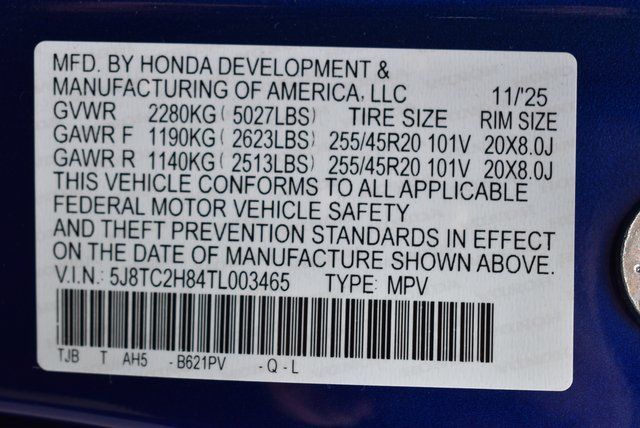 MFD. BY HONDA DEVELOPMENT &
MANUFACTURING OF AMERICA, LLC 11/'25
GVWR 2280KG ( 5027LBS) TIRE SIZE RIM SIZE
GAWR F 1190KG ( 2623LBS) 255/45R20 101V 20X8.0J
GAWR R 1140KG ( 2513LBS) 255/45R20 101V 20X8.0J
THIS VEHICLE CONFORMS TO ALL APPLICABLE
FEDERAL MOTOR VEHICLE SAFETY
AND THEFT PREVENTION STANDARDS IN EFFECT
ON THE DATE OF MANUFACTURE SHOWN ABOVE.
V.I.N.: 5J8TC2H84TL003465 TYPE: MPV
TJB T AH5 - B621PV - Q - L